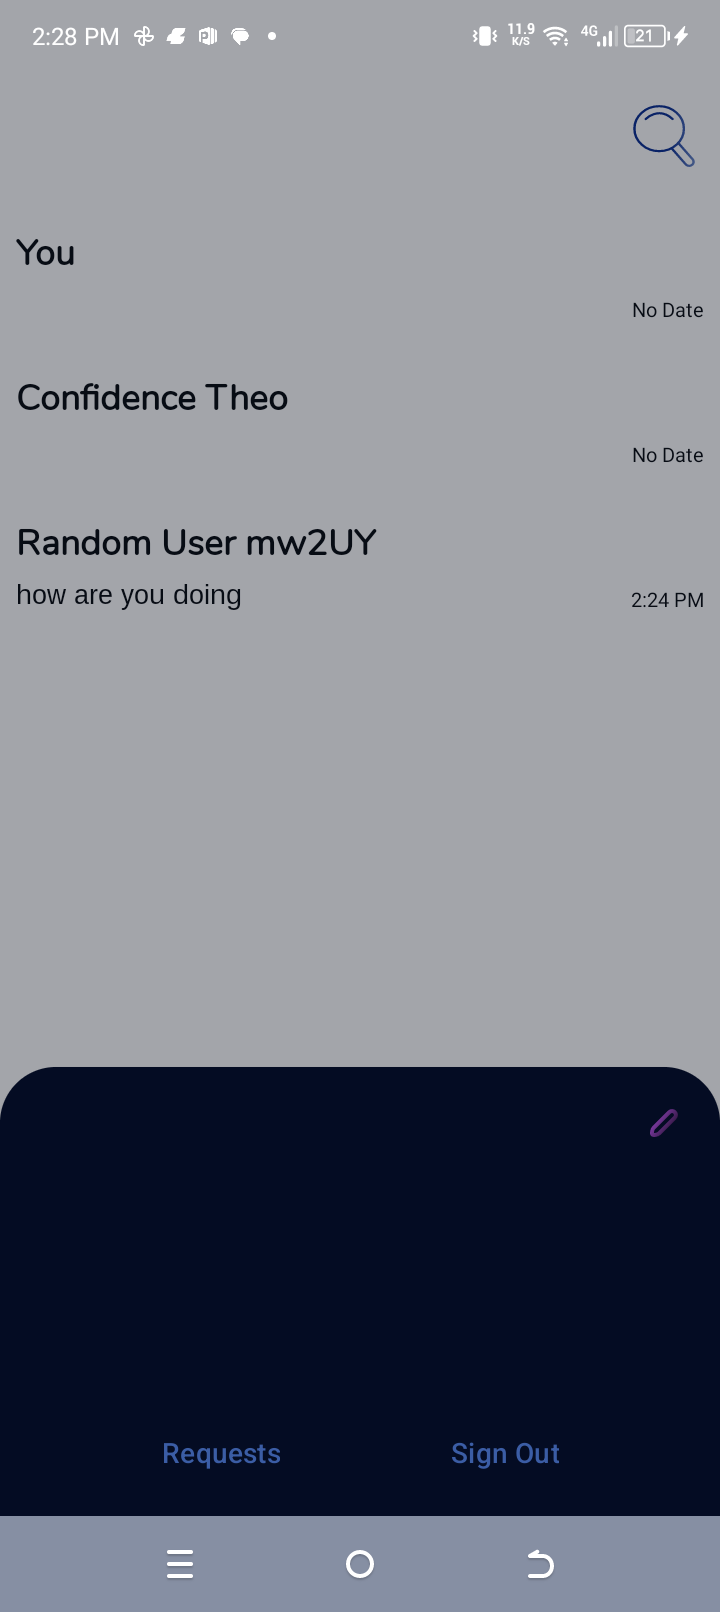 2:28 PM
11.9
K/S
4G
21
You
No Date
Confidence Theo
No Date
Random User mw2UY
how are you doing
2:24 PM
Requests
Sign Out